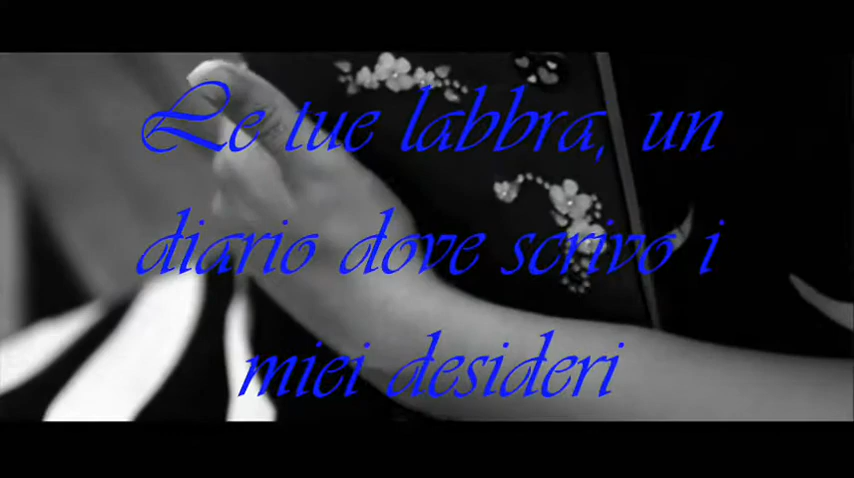 Le tue labbra, un
diario dove scrivo i
miei desideri